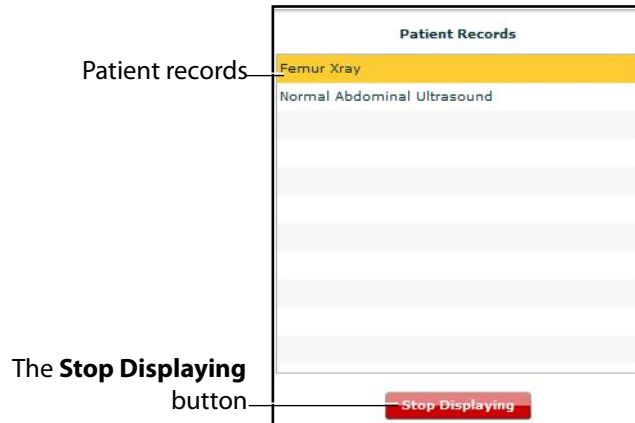 Patient Records
Patient records
Femur Xray
Normal Abdominal Ultrasound
The Stop Displaying
button
Stop Displaying